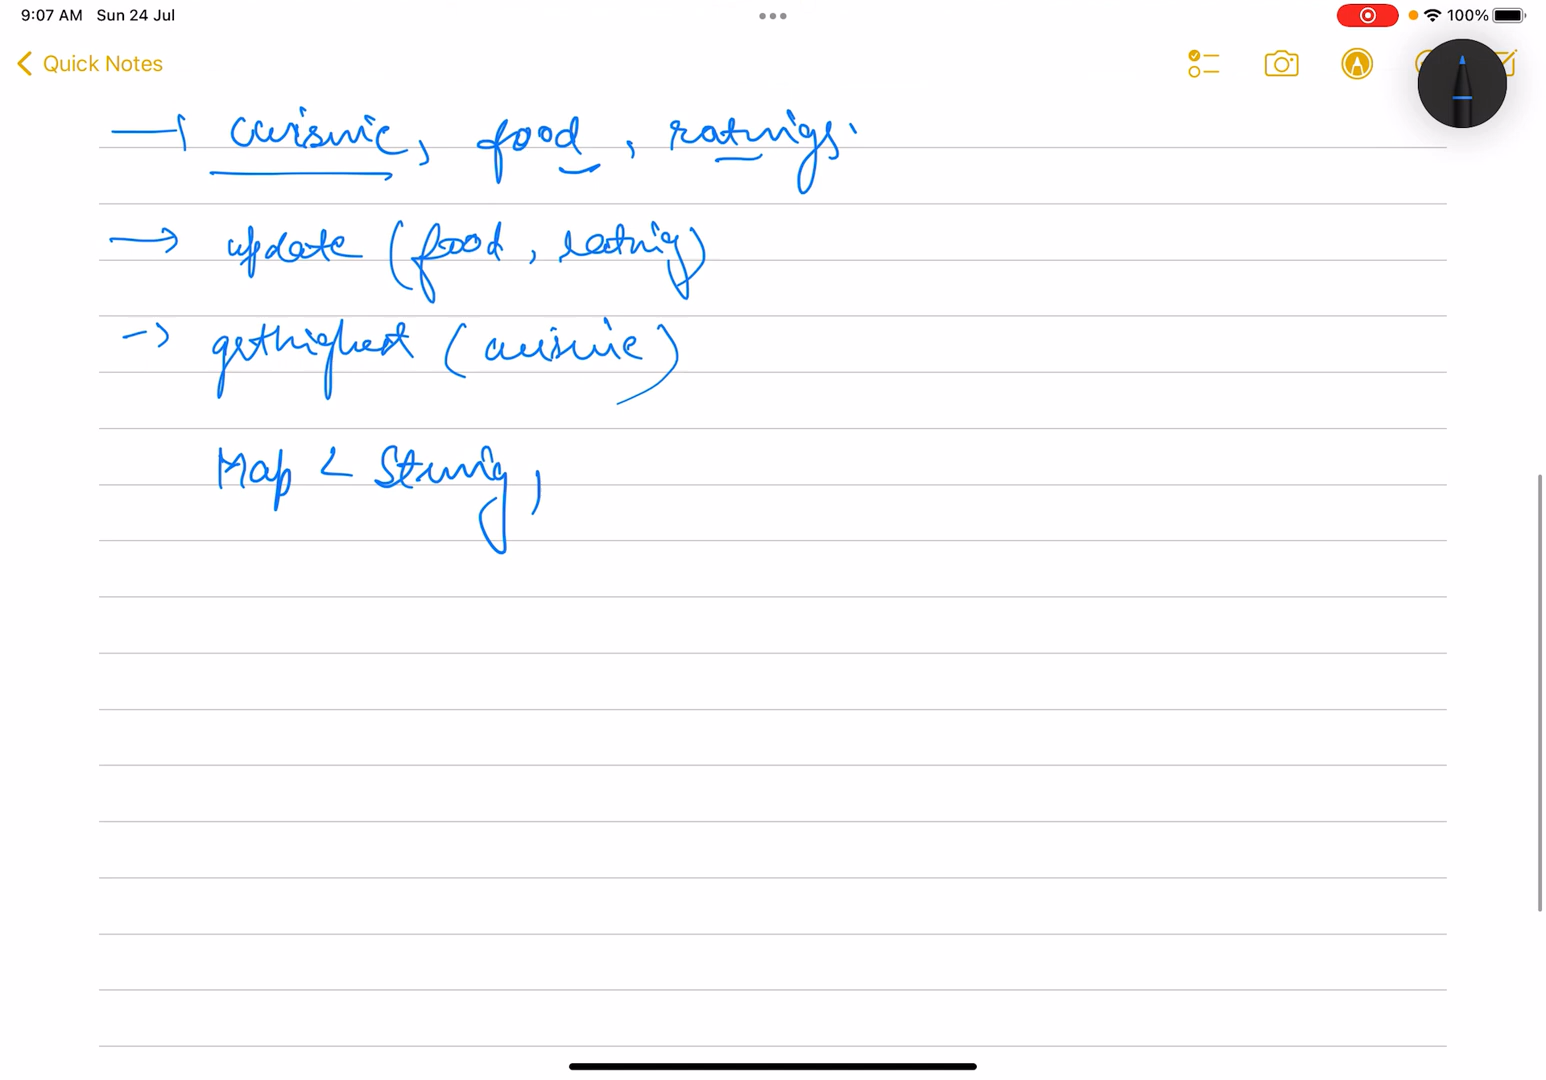 9:07 AM Sun 24 Jul 100%
Quick Notes
→ cuisine, food, ratings.
→ update (food, rating)
→ gethighest (cuisine)
Map < String,